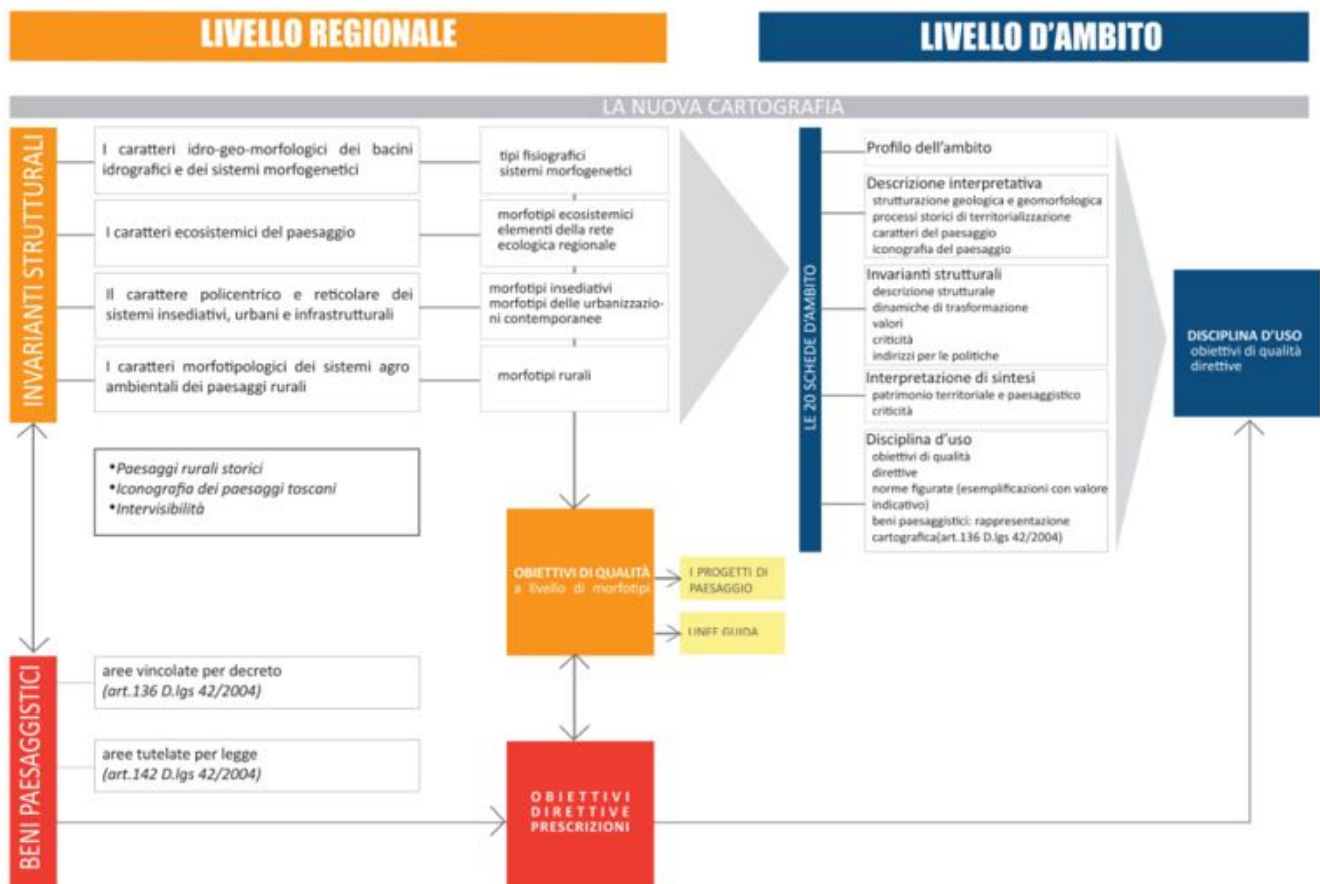 LIVELLO REGIONALE
LIVELLO D'AMBITO
LA NUOVA CARTOGRAFIA
INVARIANTI STRUTTURALI
I caratteri idro-geo-morfologici dei bacini
idrografici e dei sistemi morfogenetici
tipi fisiografici
sistemi morfogenetici
I caratteri ecosistemici del paesaggio
morfotipi ecosistemici
elementi della rete
ecologica regionale
Il carattere policentrico e reticolare dei
sistemi insediativi, urbani e infrastrutturali
morfotipi insediativi
morfotipi delle urbanizzazio-
ni contemporanee
I caratteri morfotipologici dei sistemi agro
ambientali dei paesaggi rurali
morfotipi rurali
•Paesaggi rurali storici
•Iconografia dei paesaggi toscani
•Intervisibilità
OBIETTIVI DI QUALITÀ
a livello di morfotipi
I PROGETTI DI
PAESAGGIO
LINEE GUIDA
BENI PAESAGGISTICI
aree vincolate per decreto
(art.136 D.lgs 42/2004)
aree tutelate per legge
(art.142 D.lgs 42/2004)
OBIETTIVI
DIRETTIVE
PRESCRIZIONI
LE 20 SCHEDE D'AMBITO
Profilo dell'ambito
Descrizione interpretativa
strutturazione geologica e geomorfologica
processi storici di territorializzazione
caratteri del paesaggio
iconografia del paesaggio
Invarianti strutturali
descrizione strutturale
dinamiche di trasformazione
valori
criticità
indirizzi per le politiche
Interpretazione di sintesi
patrimonio territoriale e paesaggistico
criticità
Disciplina d'uso
obiettivi di qualità
direttive
norme figurate (esemplificazioni con valore
indicativo)
beni paesaggistici: rappresentazione
cartografica(art.136 D.lgs 42/2004)
DISCIPLINA D'USO
obiettivi di qualità
direttive